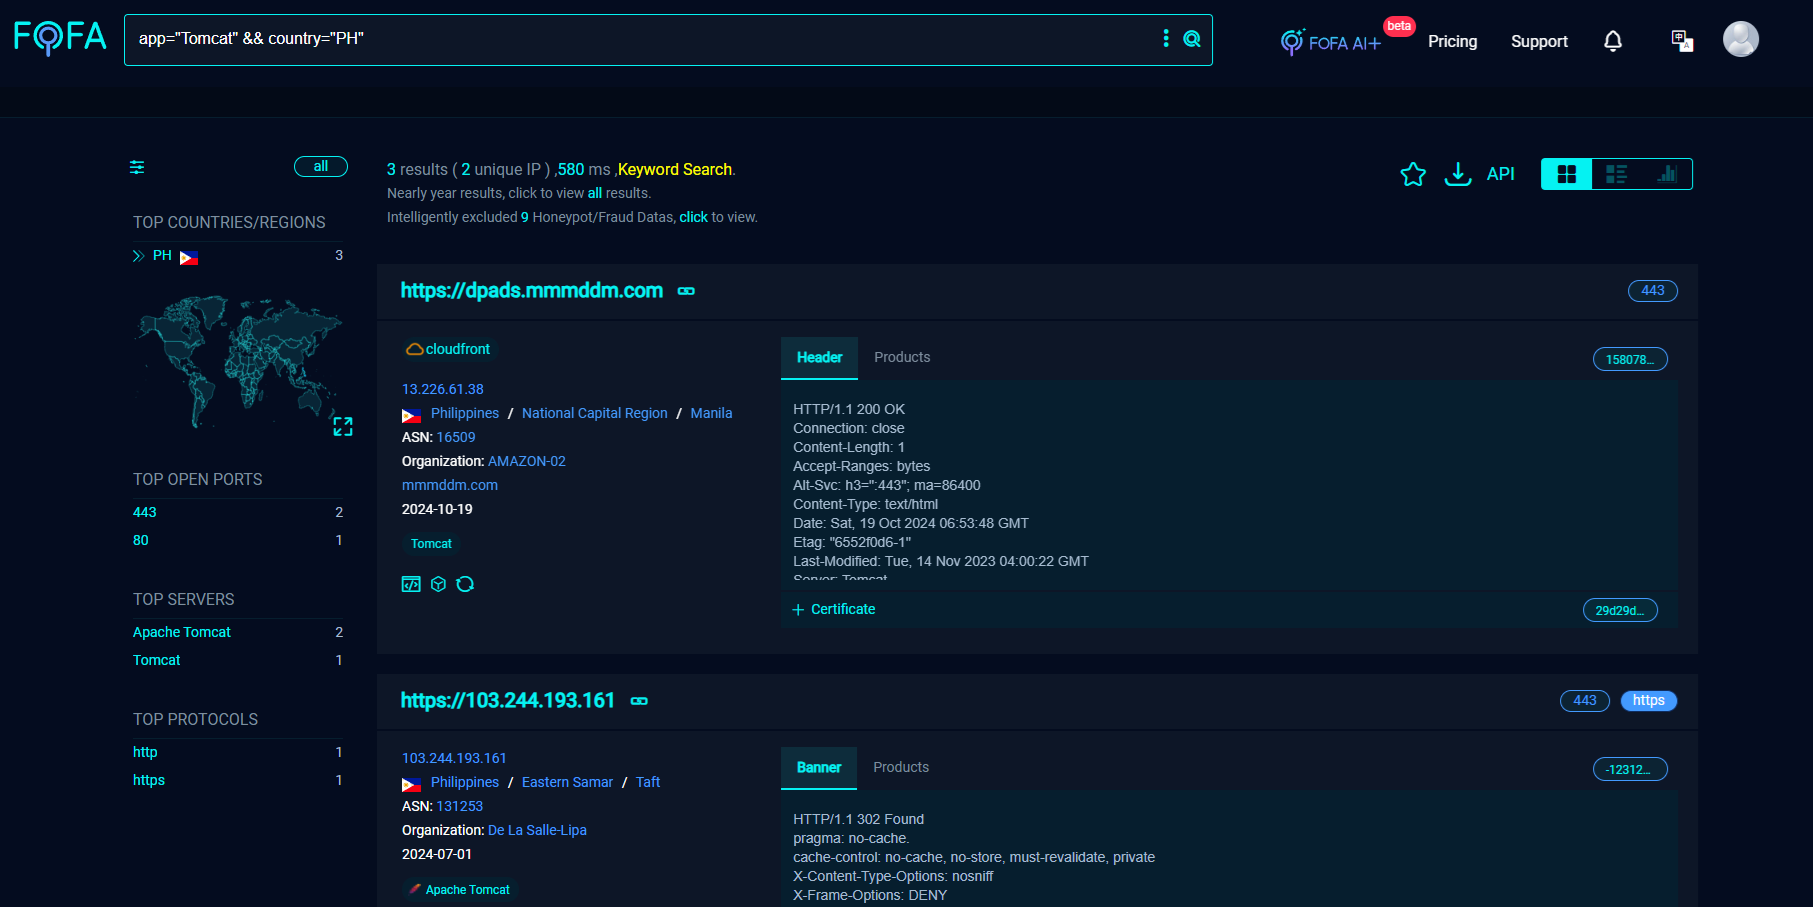 FOFA
app="Tomcat" && country="PH"
FOFA AI+
beta
Pricing
Support
all
TOP COUNTRIES/REGIONS
PH 3
TOP OPEN PORTS
443 2
80 1
TOP SERVERS
Apache Tomcat 2
Tomcat 1
TOP PROTOCOLS
http 1
https 1
3 results ( 2 unique IP ) ,580 ms ,Keyword Search.
Nearly year results, click to view all results.
Intelligently excluded 9 Honeypot/Fraud Datas, click to view.
API
https://dpads.mmmddm.com
443
cloudfront
13.226.61.38
Philippines / National Capital Region / Manila
ASN: 16509
Organization: AMAZON-02
mmmddm.com
2024-10-19
Tomcat
Header
Products
158078...
HTTP/1.1 200 OK
Connection: close
Content-Length: 1
Accept-Ranges: bytes
Alt-Svc: h3=":443"; ma=86400
Content-Type: text/html
Date: Sat, 19 Oct 2024 06:53:48 GMT
Etag: "6552f0d6-1"
Last-Modified: Tue, 14 Nov 2023 04:00:22 GMT
Server: Tomcat
+ Certificate
29d29d...
https://103.244.193.161
443
https
103.244.193.161
Philippines / Eastern Samar / Taft
ASN: 131253
Organization: De La Salle-Lipa
2024-07-01
Apache Tomcat
Banner
Products
-12312...
HTTP/1.1 302 Found
pragma: no-cache.
cache-control: no-cache, no-store, must-revalidate, private
X-Content-Type-Options: nosniff
X-Frame-Options: DENY